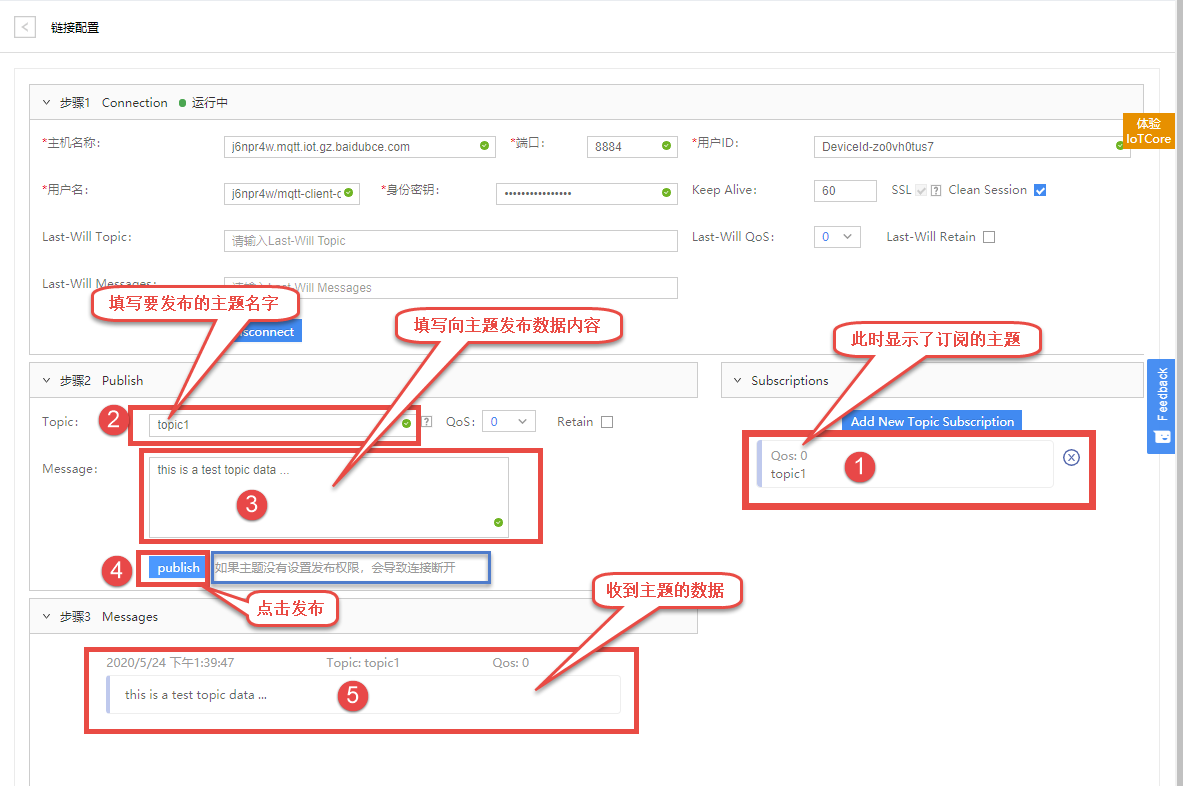 链接配置
步骤1 Connection 运行中
体验
IoTCore
*主机名称: j6npr4w.mqtt.iot.gz.baidubce.com *端口: 8884 *用户ID: DeviceId-zo0vh0tus7
*用户名: j6npr4w/mqtt-client-c *身份密钥: ••••••••••••••• Keep Alive: 60 SSL ? Clean Session
Last-Will Topic: 请输入Last-Will Topic Last-Will QoS: 0 Last-Will Retain
Last-Will Messages: Will Messages
填写要发布的主题名字
填写向主题发布数据内容
此时显示了订阅的主题
sconnect
步骤2 Publish
Subscriptions
Feedback
Topic: 2 topic1 ? QoS: 0 Retain
Add New Topic Subscription
Qos: 0
topic1
1
Message: this is a test topic data ...
3
4 publish 如果主题没有设置发布权限，会导致连接断开
点击发布
收到主题的数据
步骤3 Messages
2020/5/24 下午1:39:47 Topic: topic1 Qos: 0
this is a test topic data ... 5